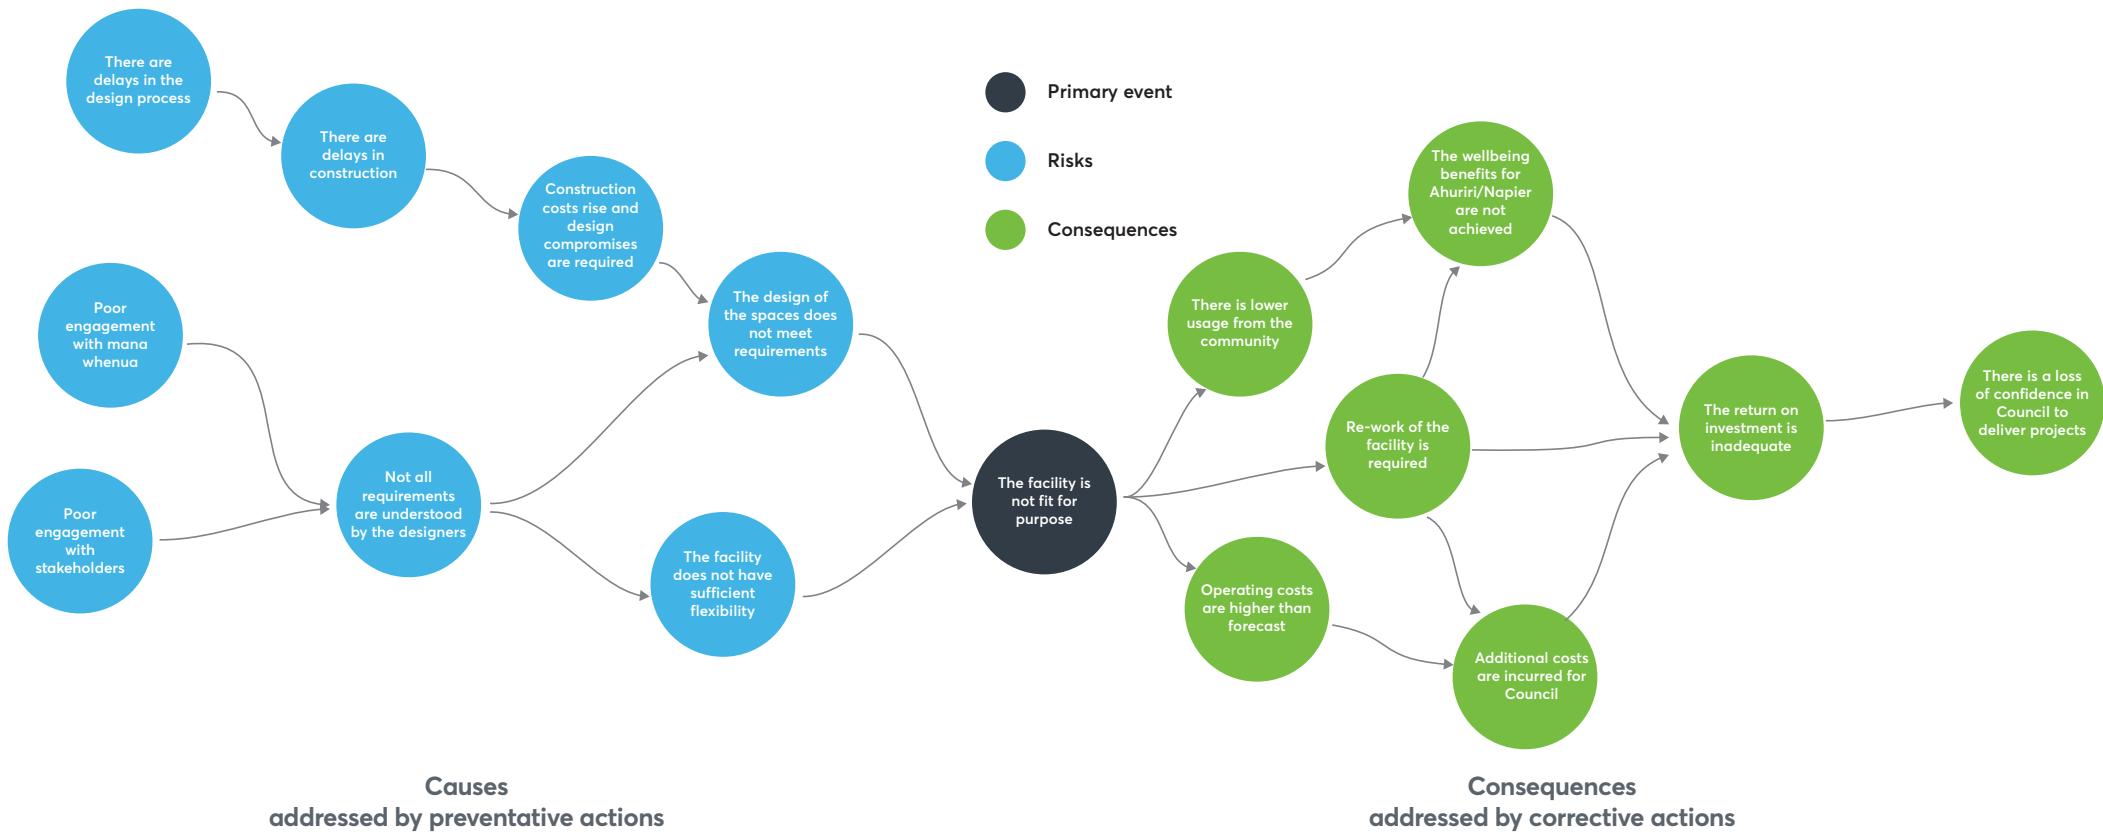 There are
delays in the
design process
There are
delays in
construction
Construction
costs rise and
design
compromises
are required
The design of
the spaces does
not meet
requirements
Poor
engagement
with mana
whenua
Poor
engagement
with
stakeholders
Not all
requirements
are understood
by the designers
The facility
does not have
sufficient
flexibility
Primary event
Risks
Consequences
The facility is
not fit for
purpose
There is lower
usage from the
community
The wellbeing
benefits for
Ahuriri/Napier
are not
achieved
Re-work of the
facility is
required
Operating costs
are higher than
forecast
Additional costs
are incurred for
Council
The return on
investment is
inadequate
There is a loss
of confidence in
Council to
deliver projects
Causes
addressed by preventative actions
Consequences
addressed by corrective actions